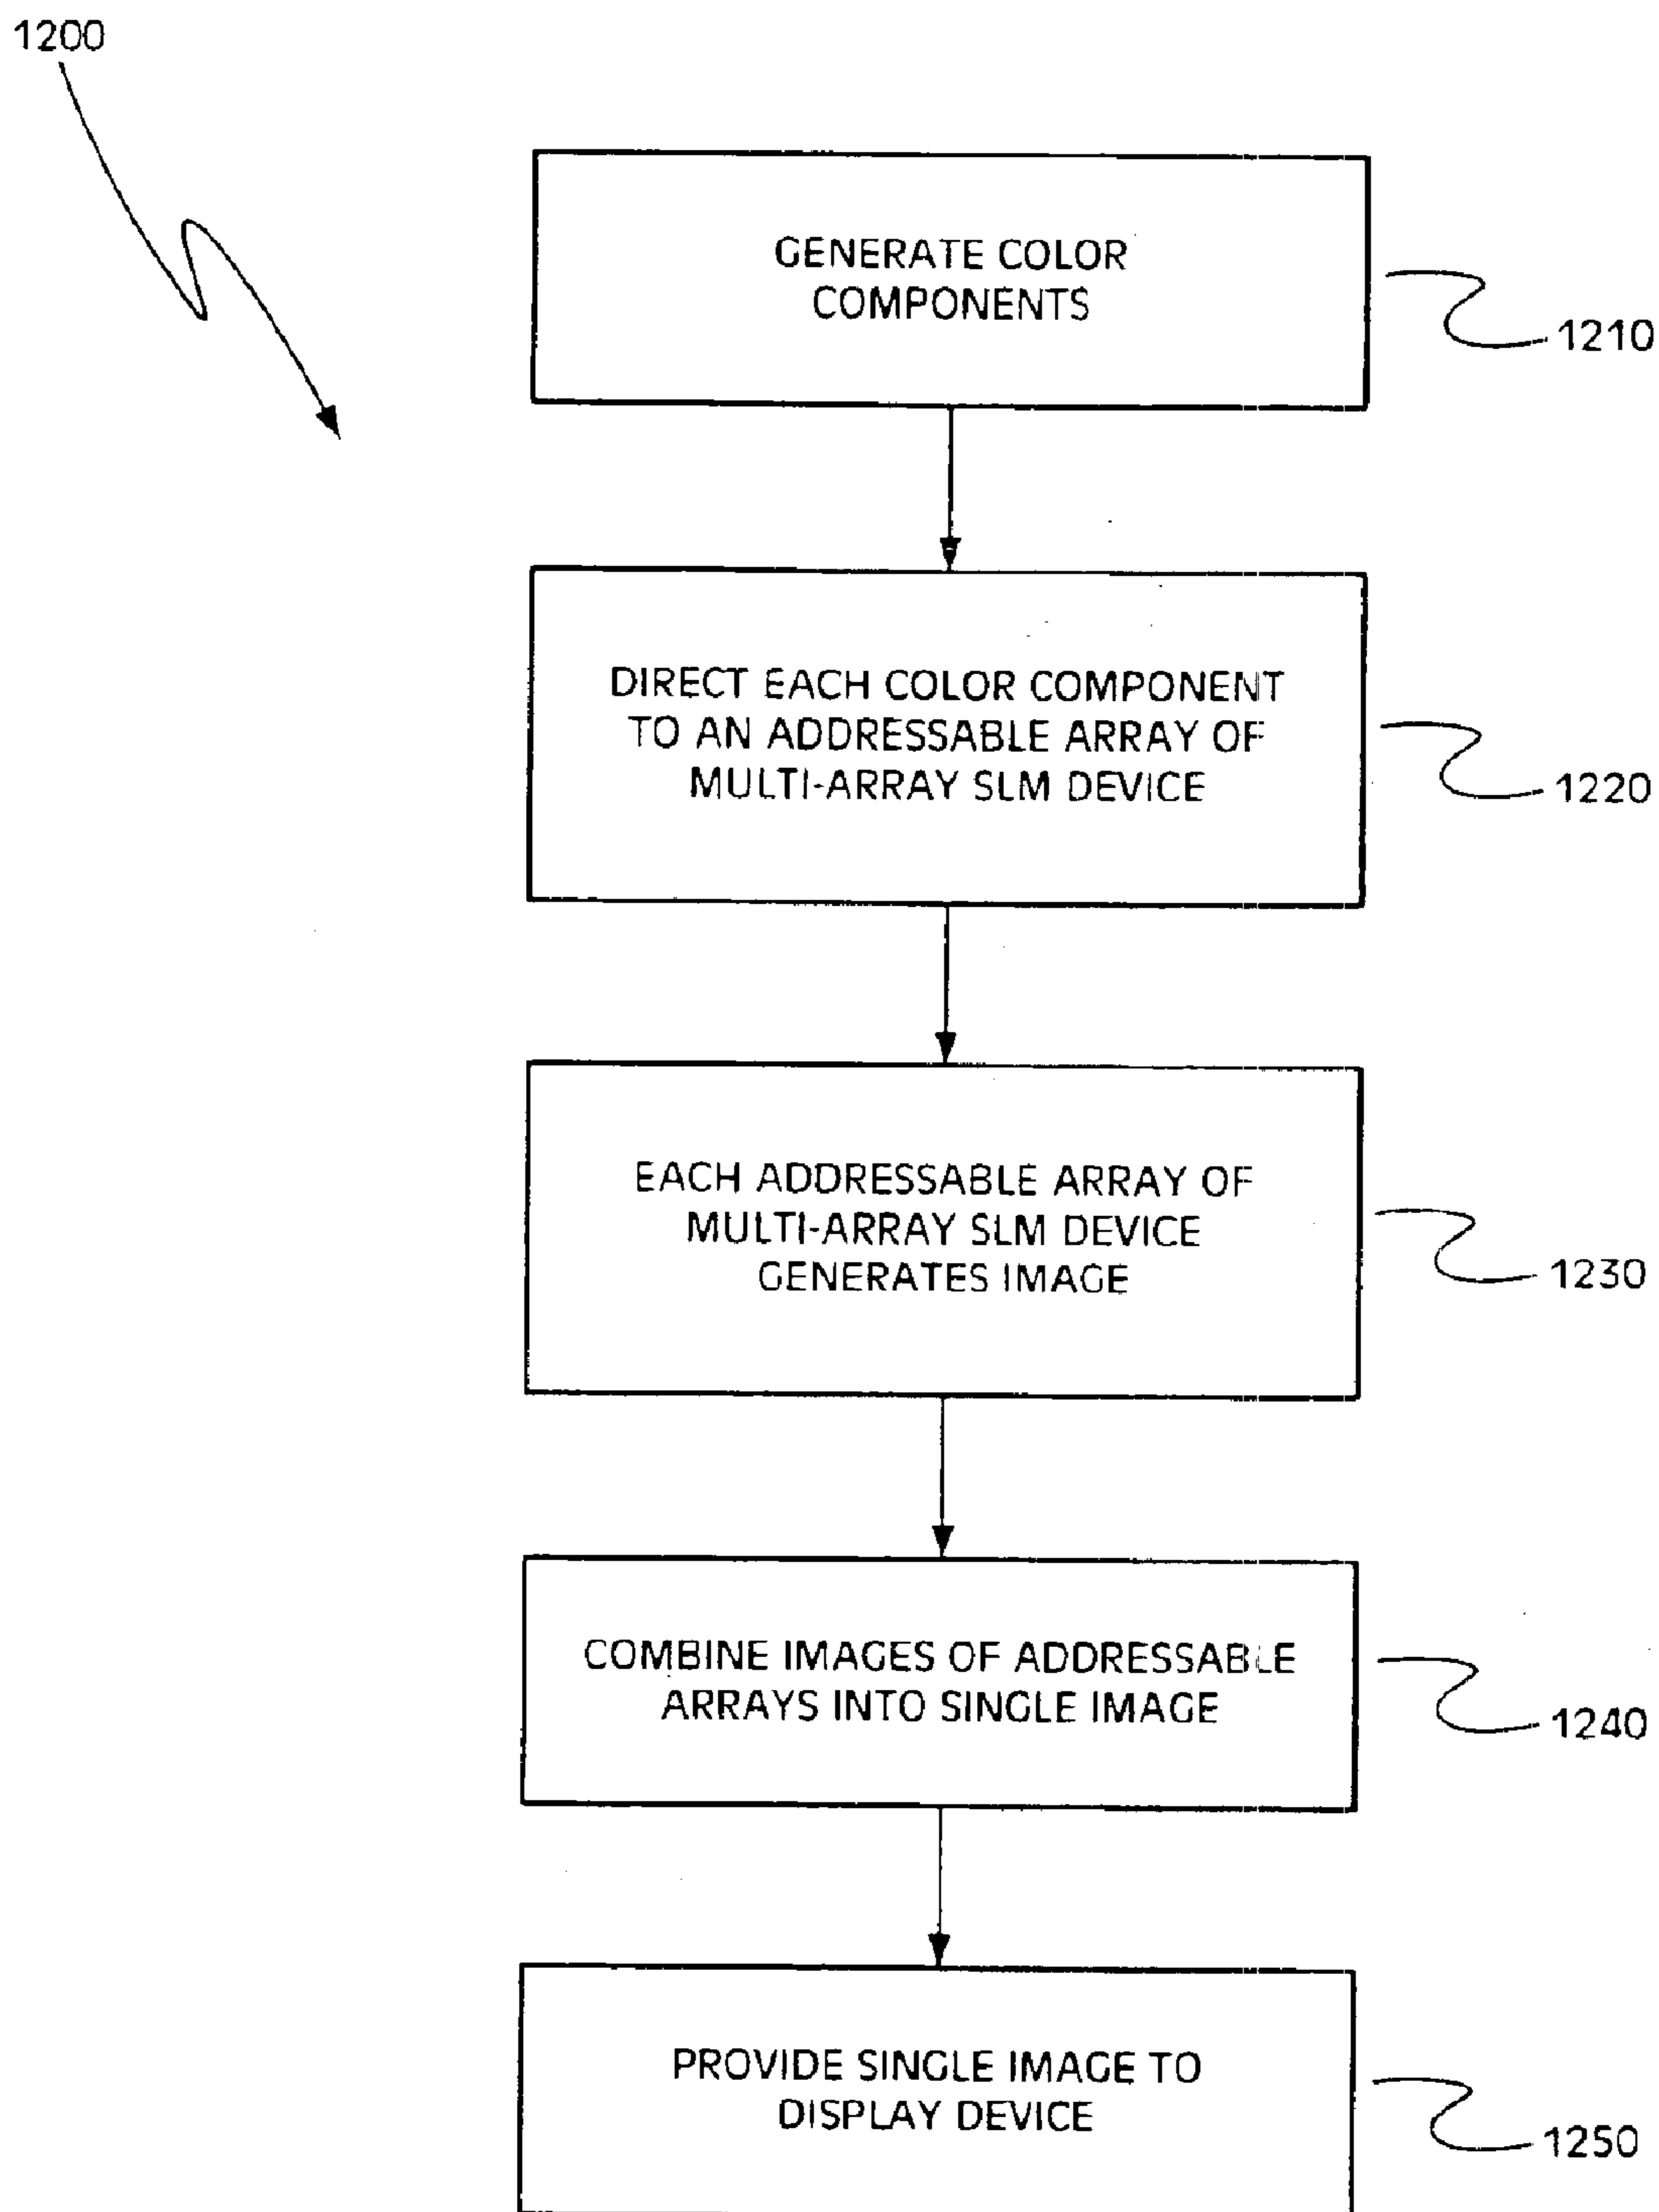 1200
GENERATE COLOR
COMPONENTS
1210
DIRECT EACH COLOR COMPONENT
TO AN ADDRESSABLE ARRAY OF
MULTI-ARRAY SLM DEVICE
1220
EACH ADDRESSABLE ARRAY OF
MULTI-ARRAY SLM DEVICE
GENERATES IMAGE
1230
COMBINE IMAGES OF ADDRESSABLE
ARRAYS INTO SINGLE IMAGE
1240
PROVIDE SINGLE IMAGE TO
DISPLAY DEVICE
1250